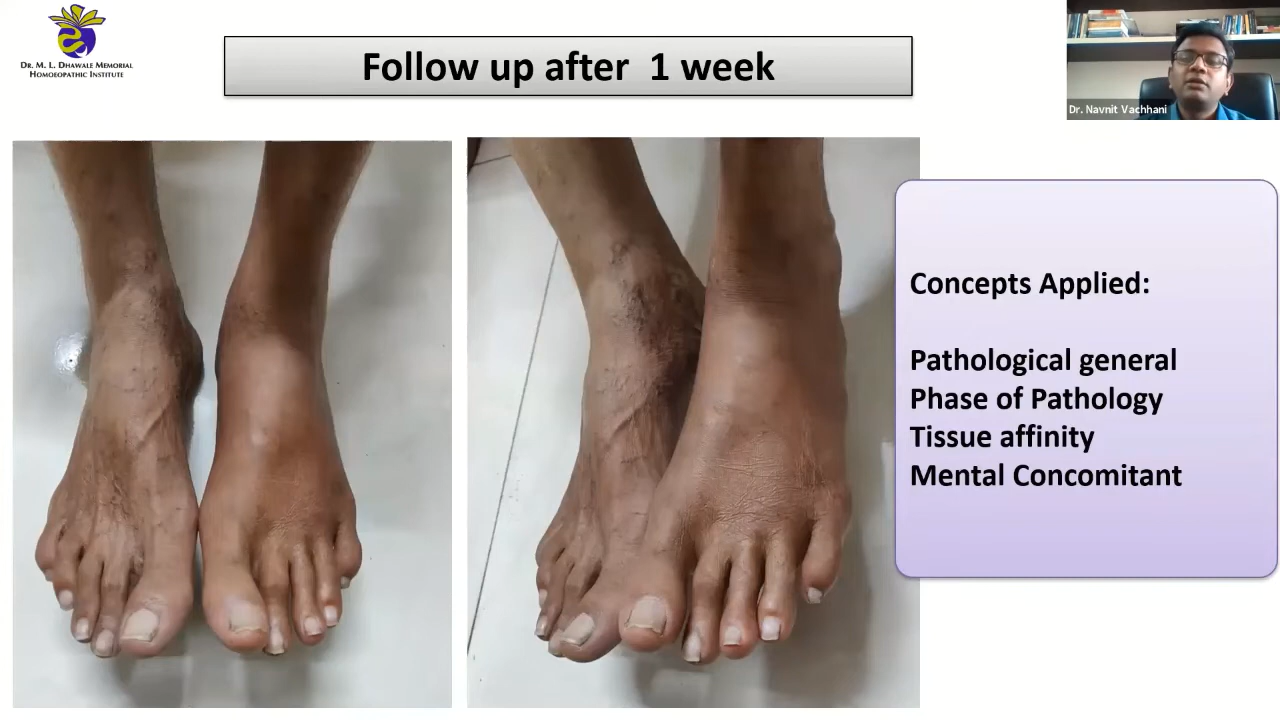 Dr. M. L. Dhawale Memorial
Homoeopathic Institute
Follow up after 1 week
Dr. Navnit Vachhani
Concepts Applied:
Pathological general
Phase of Pathology
Tissue affinity
Mental Concomitant